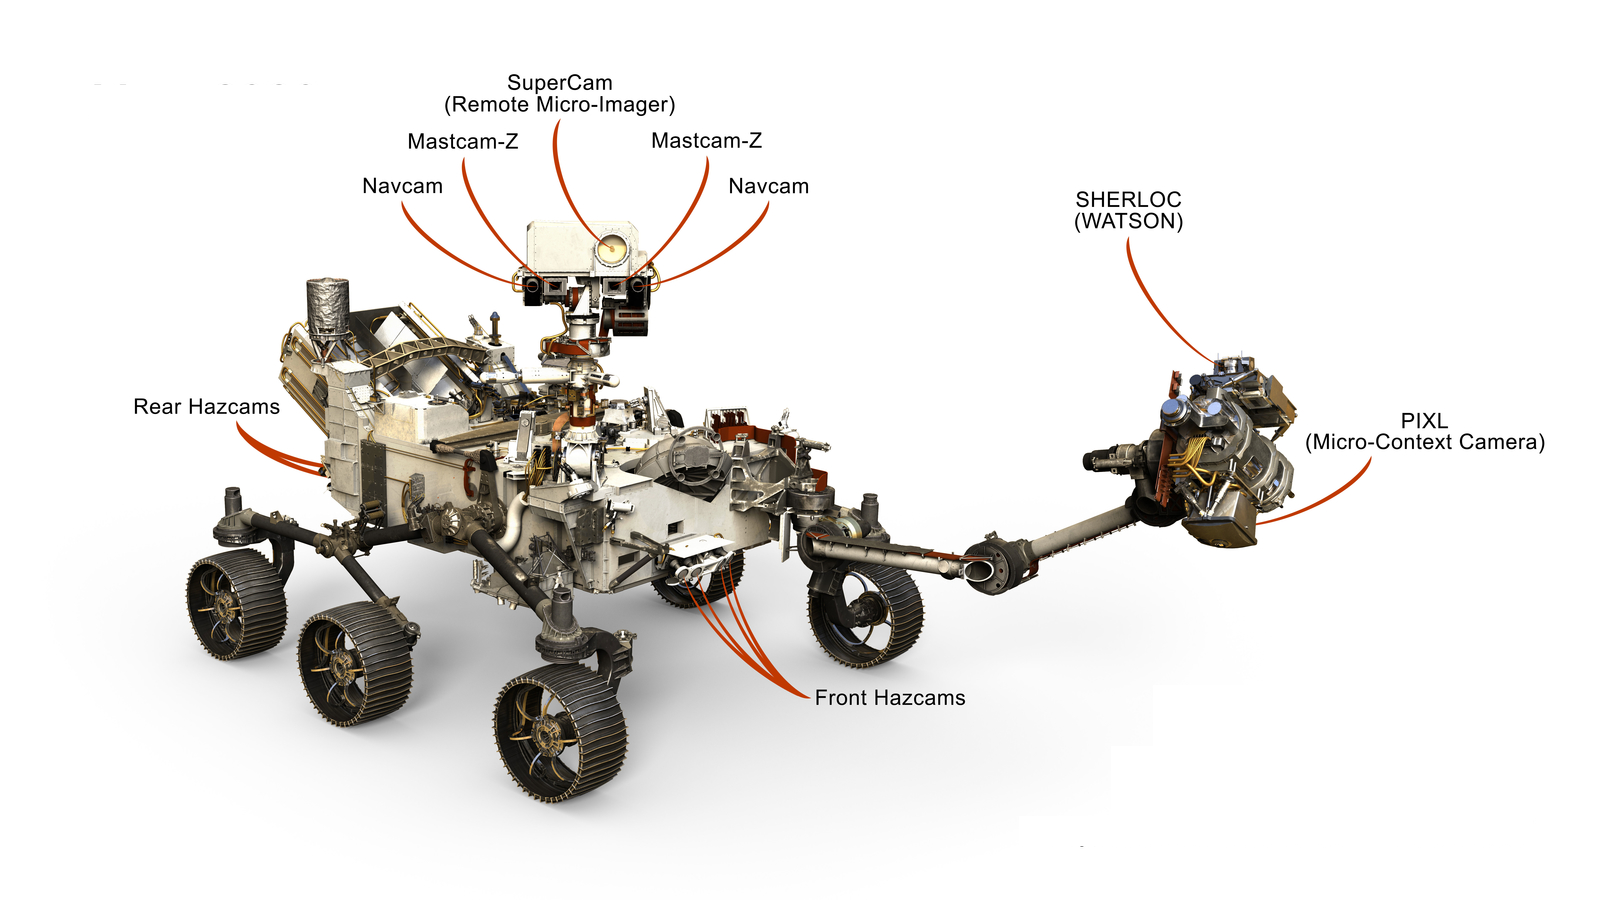 SuperCam
(Remote Micro-Imager)
Mastcam-Z
Mastcam-Z
Navcam
Navcam
SHERLOC
(WATSON)
Rear Hazcams
PIXL
(Micro-Context Camera)
Front Hazcams